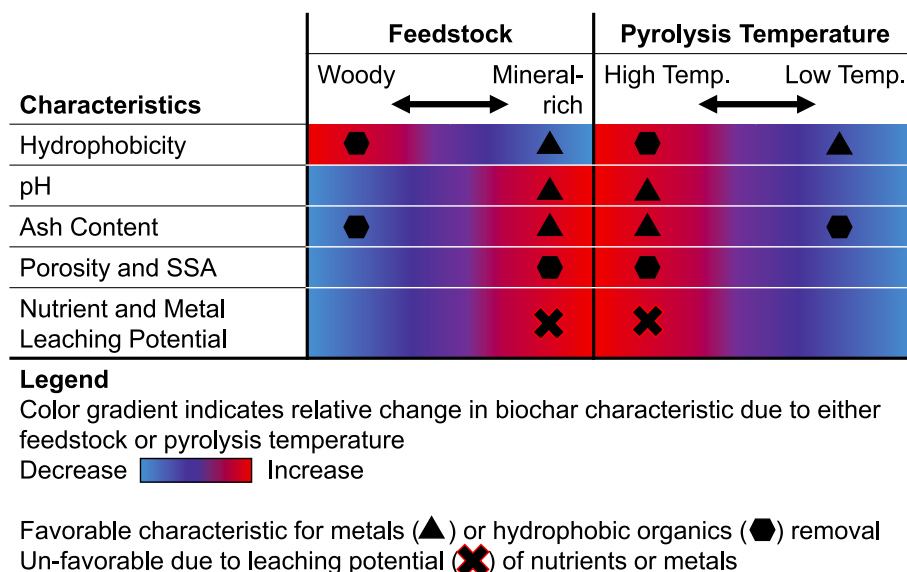 Feedstock Pyrolysis Temperature
Woody Mineral-rich High Temp. Low Temp.
Characteristics
Hydrophobicity
pH
Ash Content
Porosity and SSA
Nutrient and Metal
Leaching Potential
Legend
Color gradient indicates relative change in biochar characteristic due to either
feedstock or pyrolysis temperature
Decrease Increase
Favorable characteristic for metals (▲) or hydrophobic organics (⬣) removal
Un-favorable due to leaching potential (✖) of nutrients or metals